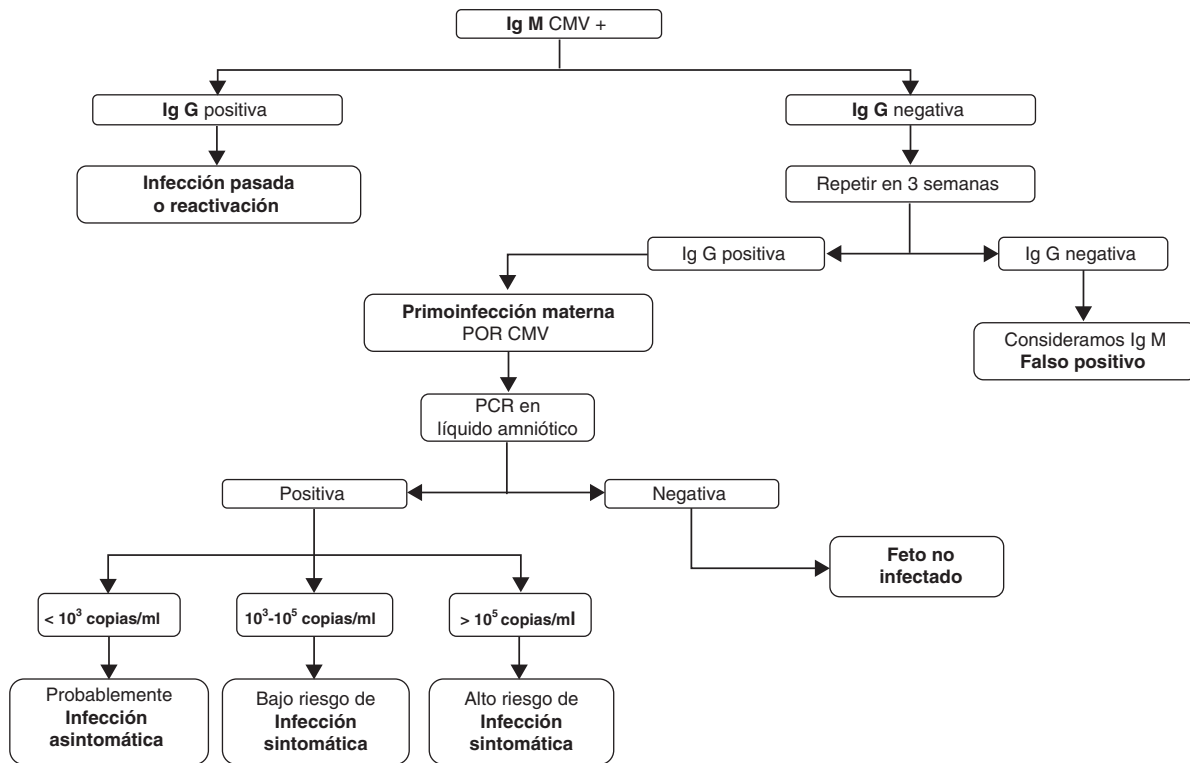 Ig M CMV +
Ig G positiva
Ig G negativa
Infección pasada
o reactivación
Repetir en 3 semanas
Ig G positiva
Ig G negativa
Primoinfección materna
POR CMV
Consideramos Ig M
Falso positivo
PCR en
líquido amniótico
Positiva
Negativa
Feto no
infectado
< 10³ copias/ml
10³-10⁵ copias/ml
> 10⁵ copias/ml
Probablemente
Infección
asintomática
Bajo riesgo de
Infección
sintomática
Alto riesgo de
Infección
sintomática